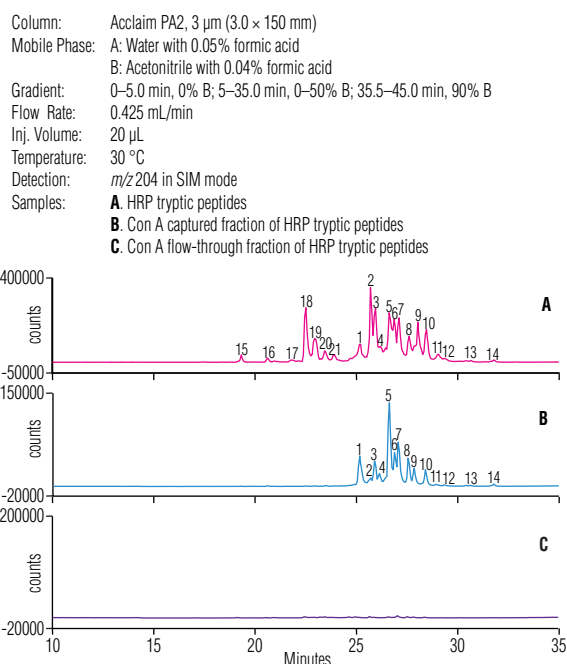 Column: Acclaim PA2, 3 µm (3.0 × 150 mm)
Mobile Phase: A: Water with 0.05% formic acid
B: Acetonitrile with 0.04% formic acid
Gradient: 0–5.0 min, 0% B; 5–35.0 min, 0–50% B; 35.5–45.0 min, 90% B
Flow Rate: 0.425 mL/min
Inj. Volume: 20 µL
Temperature: 30 °C
Detection: m/z 204 in SIM mode
Samples: A. HRP tryptic peptides
B. Con A captured fraction of HRP tryptic peptides
C. Con A flow-through fraction of HRP tryptic peptides
400000
counts
-50000
15 16 17 18 19 20 21 1 2 3 4 5 6 7 8 9 10 11 12 13 14
A
150000
counts
-20000
1 2 3 4 5 6 7 8 9 10 11 12 13 14
B
200000
counts
-20000
C
10 15 20 25 30 35
Minutes